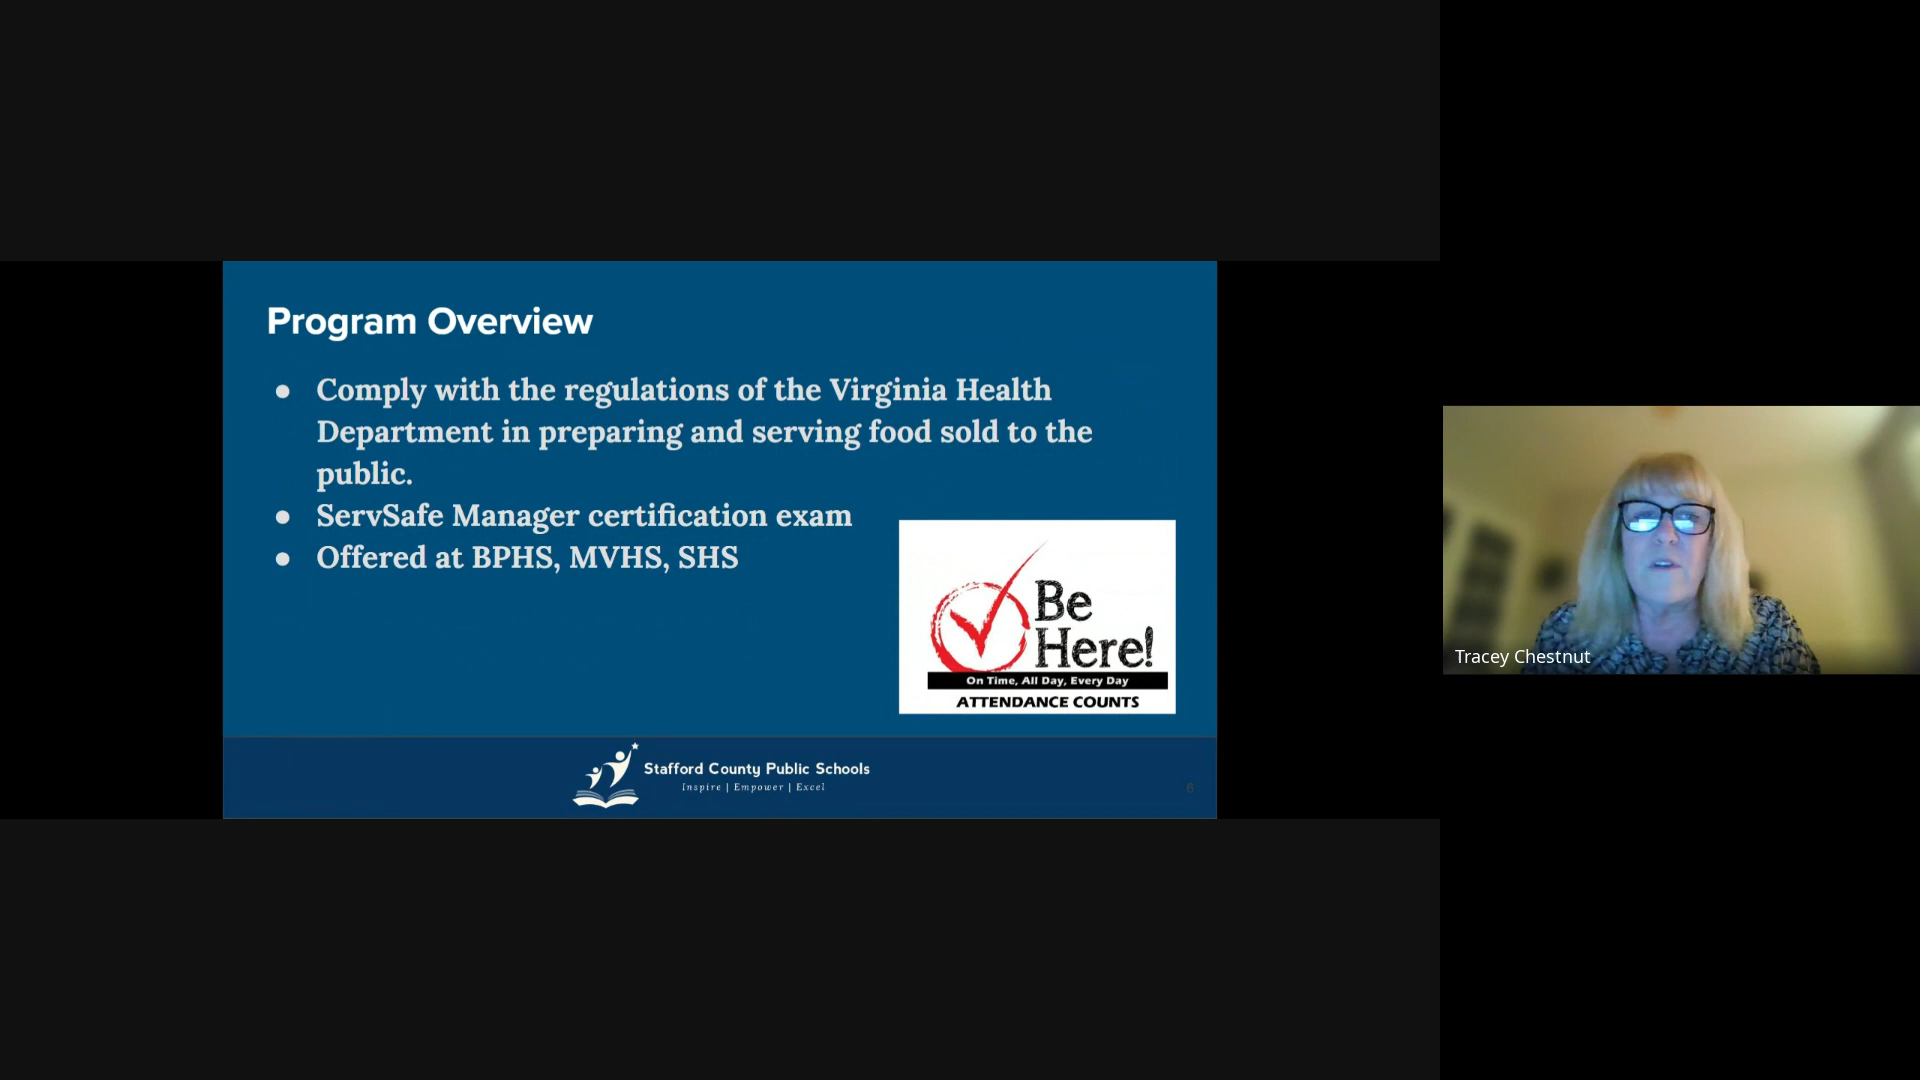 Program Overview
● Comply with the regulations of the Virginia Health
Department in preparing and serving food sold to the
public.
● ServSafe Manager certification exam
● Offered at BPHS, MVHS, SHS
Be
Here!
On Time, All Day, Every Day
ATTENDANCE COUNTS
Stafford County Public Schools
Inspire | Empower | Excel
6
Tracey Chestnut